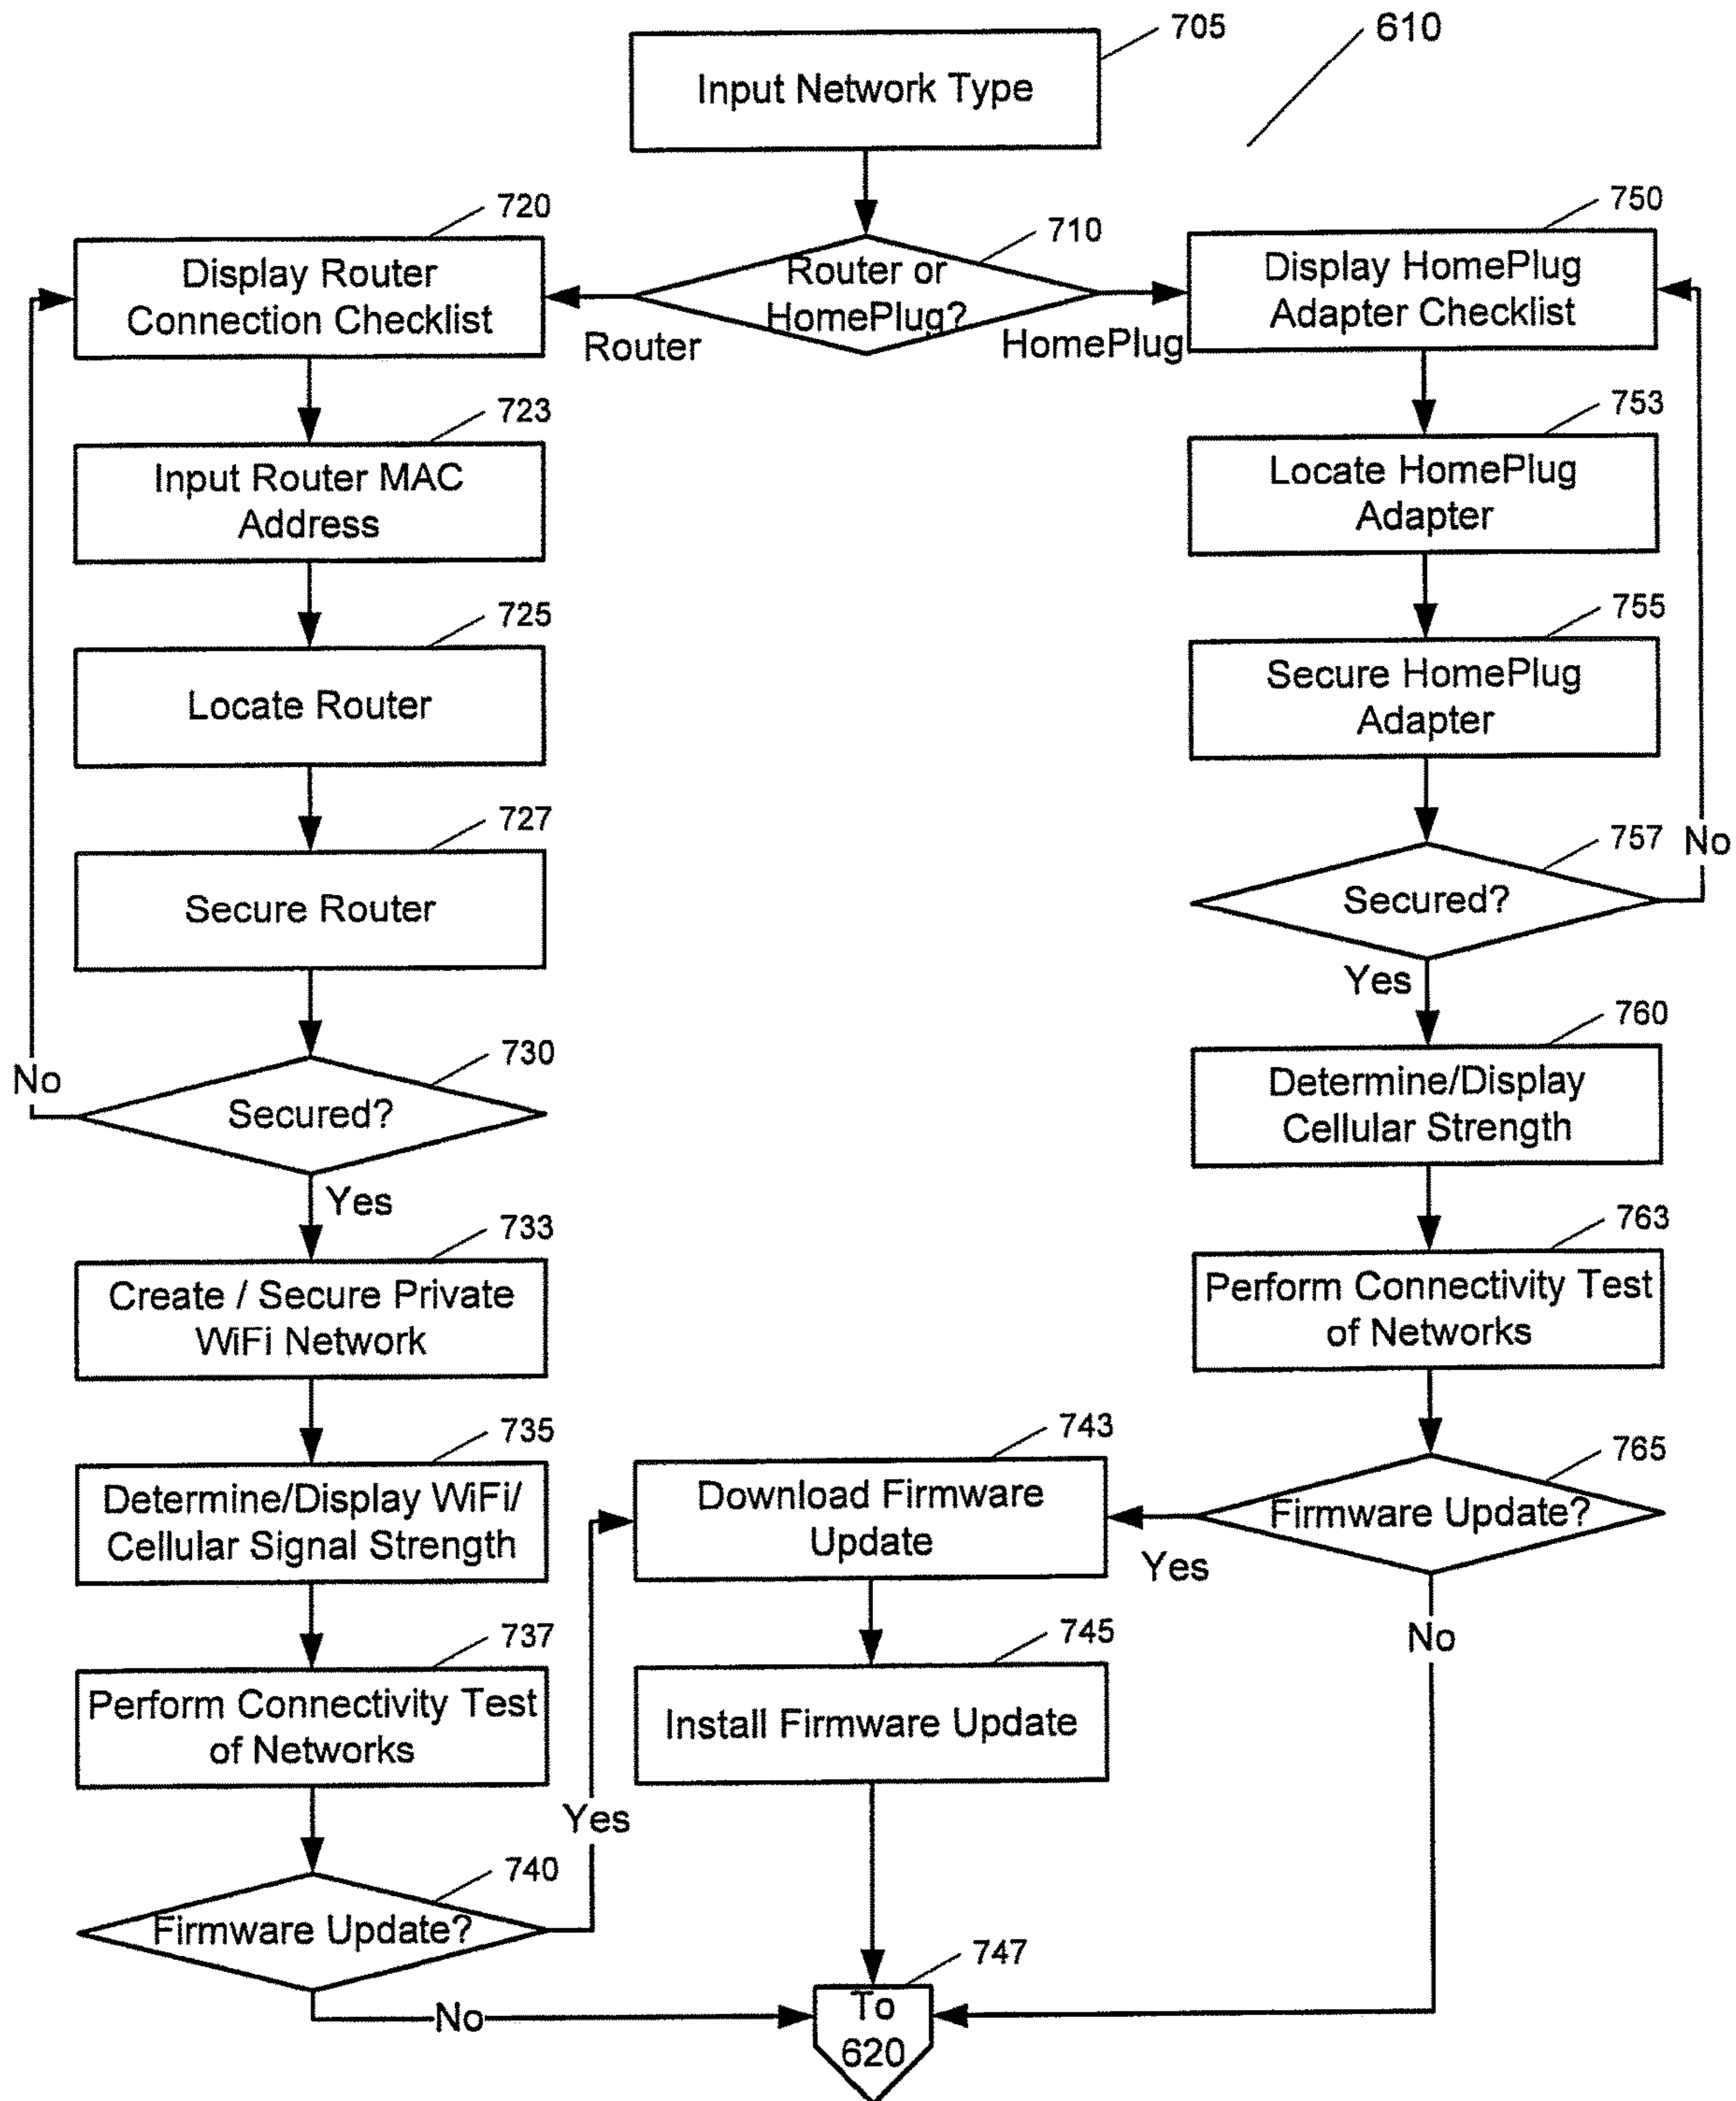 705
610
Input Network Type
720
710
750
Display Router
Connection Checklist
Router or
HomePlug?
Display HomePlug
Adapter Checklist
Router
HomePlug
723
753
Input Router MAC
Address
Locate HomePlug
Adapter
725
755
Locate Router
Secure HomePlug
Adapter
727
757
No
Secure Router
Secured?
Yes
730
760
No
Secured?
Determine/Display
Cellular Strength
Yes
733
763
Create / Secure Private
WiFi Network
Perform Connectivity Test
of Networks
735
743
765
Determine/Display WiFi/
Cellular Signal Strength
Download Firmware
Update
Firmware Update?
Yes
737
745
No
Perform Connectivity Test
of Networks
Install Firmware Update
Yes
740
Firmware Update?
747
No
To
620